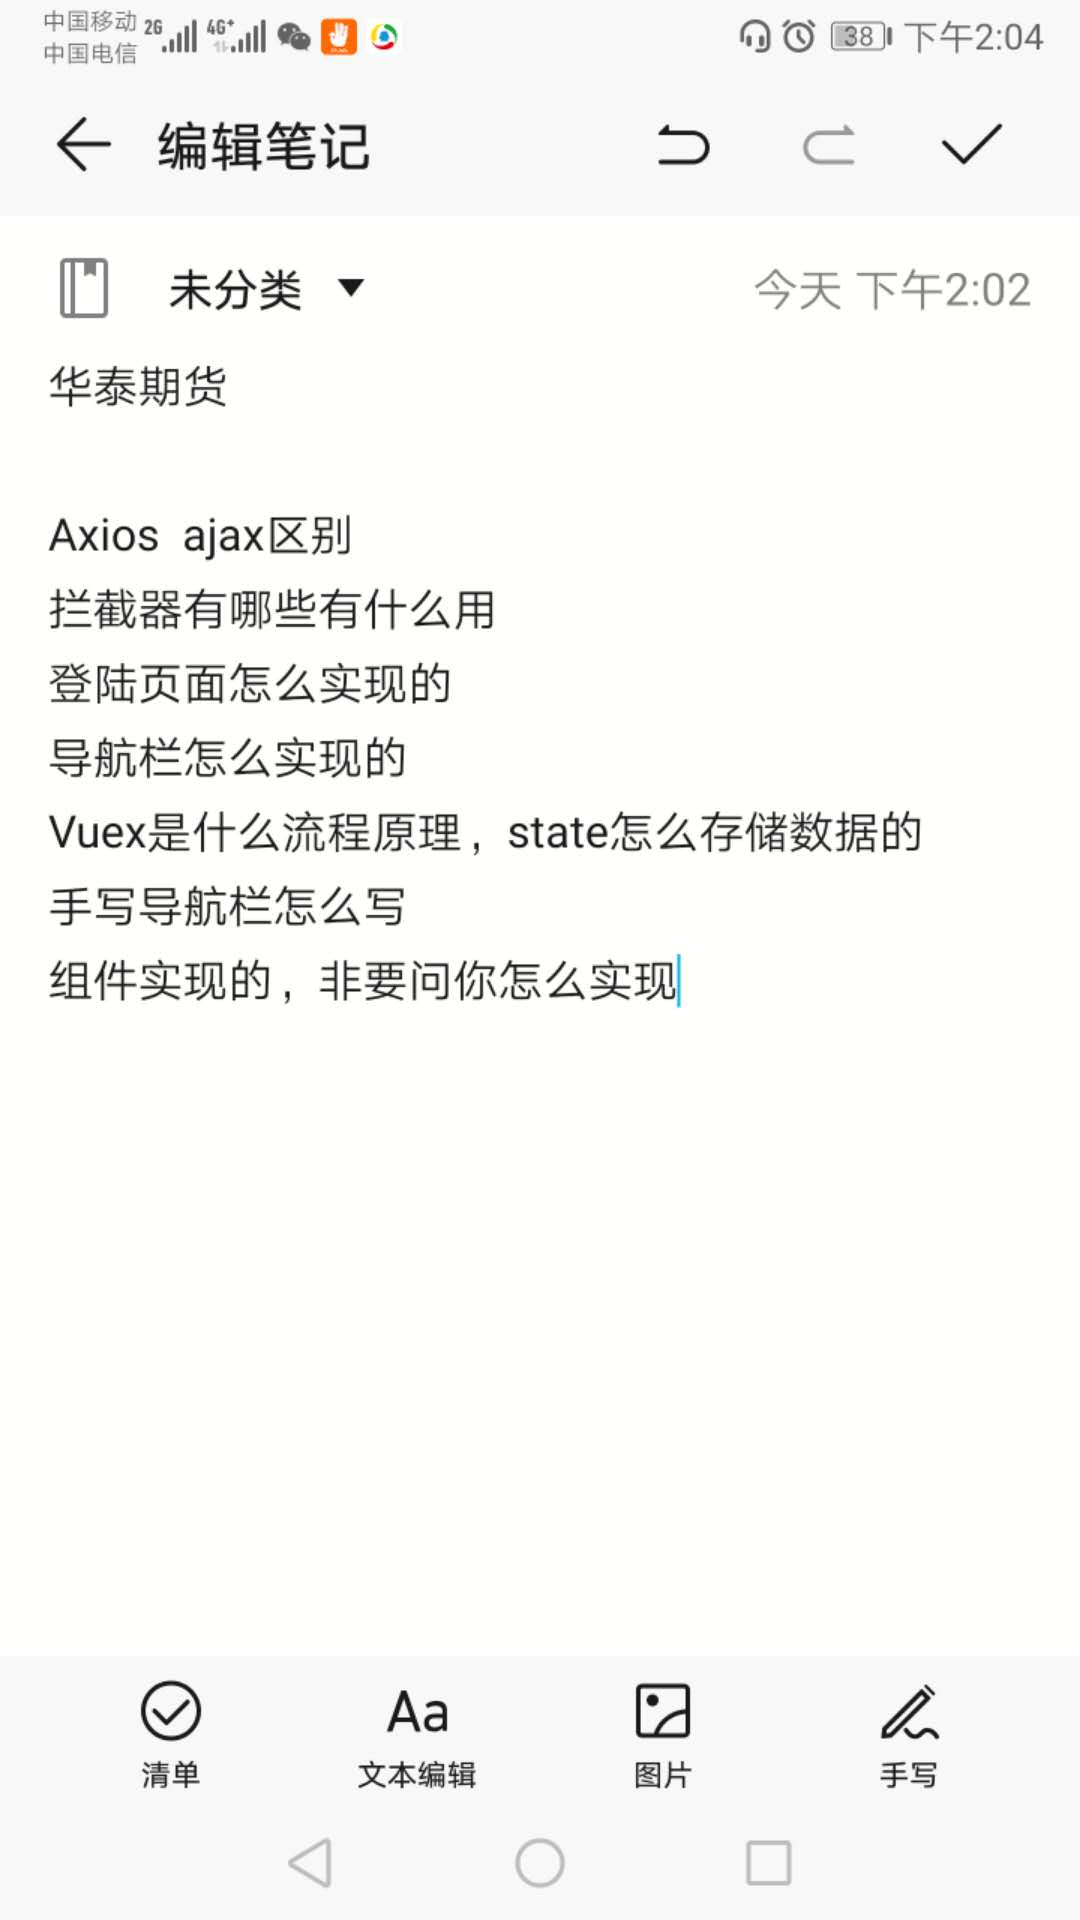 中国移动 2G 4G+ 38 下午2:04
中国电信
编辑笔记
未分类 今天 下午2:02
华泰期货
Axios ajax区别
拦截器有哪些有什么用
登陆页面怎么实现的
导航栏怎么实现的
Vuex是什么流程原理，state怎么存储数据的
手写导航栏怎么写
组件实现的，非要问你怎么实现
Aa
清单 文本编辑 图片 手写